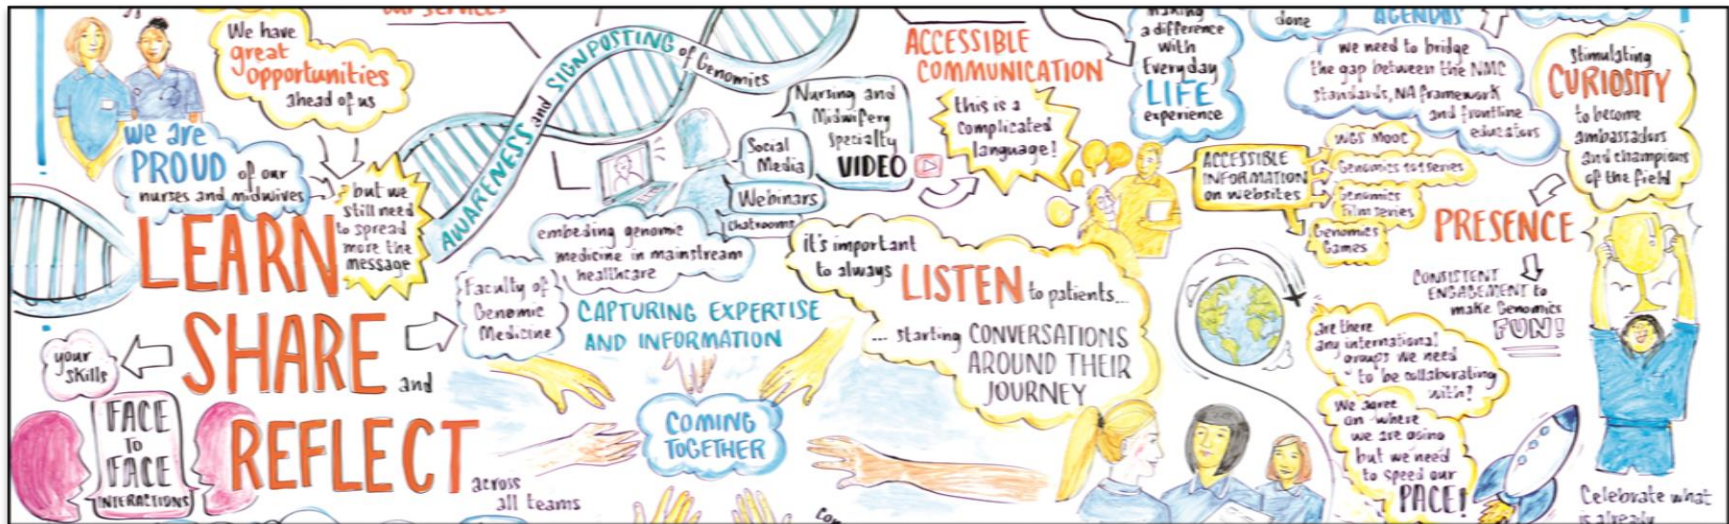 our services
We have
great
opportunities
ahead of us
we are
PROUD of our
nurses and midwives
but we
still need
to spread
more the
message
AWARENESS and SIGNPOSTING of Genomics
LEARN
SHARE
and
REFLECT
across
all teams
your
skills
FACE
TO
FACE
INTERACTIONS
Faculty of
Genomic
Medicine
embeding genomic
medicine in mainstream
healthcare
CAPTURING EXPERTISE
AND INFORMATION
COMING
TOGETHER
Social
Media
Webinars
Chatrooms
Nursing and
Midwifery
Specialty
VIDEO
ACCESSIBLE
COMMUNICATION
this is a
complicated
language!
it's important
to always LISTEN to patients...
... starting CONVERSATIONS
AROUND THEIR
JOURNEY
making
a difference
with
Everyday
LIFE
experience
done
AGENDAS
we need to bridge
the gap between the NMC
standards, NA framework
and frontline
educators
ACCESSIBLE
INFORMATION
on websites
WGS MOOC
Genomics 101 series
Genomics
Film series
Genomics
Games
stimulating
CURIOSITY
to become
ambassadors
and champions
of the field
PRESENCE
CONSISTENT
ENGAGEMENT to
make Genomics
FUN!
are there
any international
groups we need
to be collaborating
with?
We agree
on where
we are going
but we need
to speed our
PACE!
Celebrate what
is already